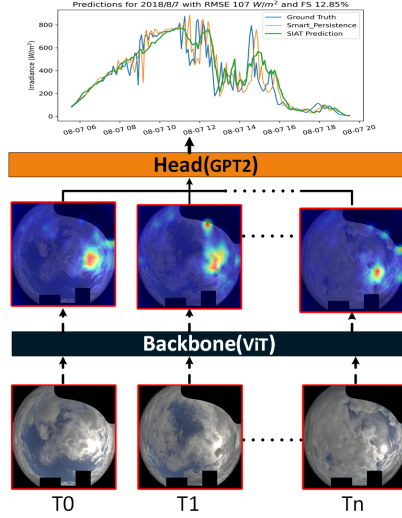 Predictions for 2018/8/7 with RMSE 107 W/m² and FS 12.85%
Ground Truth
Smart_Persistence
SIAT Prediction
Irradiance (W/m²)
800
600
400
200
0
08-07 06
08-07 08
08-07 10
08-07 12
08-07 14
08-07 16
08-07 18
08-07 20
Head(GPT2)
Backbone(ViT)
T0
T1
Tn